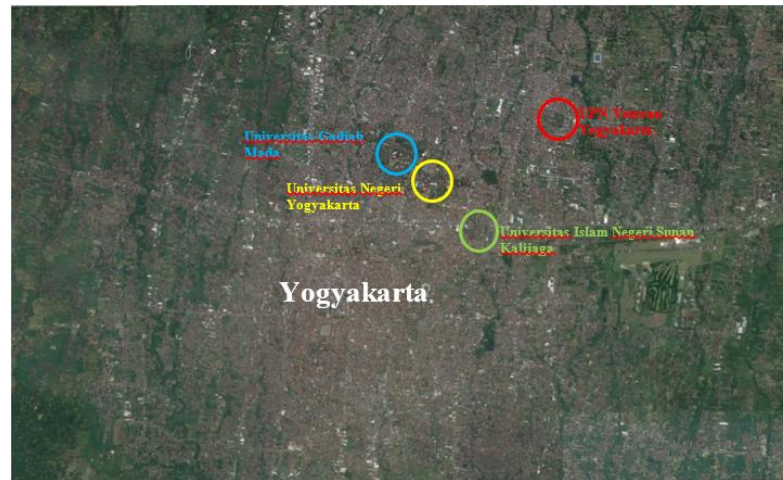 UPN Veteran
Yogyakarta
Universitas Gadjah
Mada
Universitas Negeri
Yogyakarta
Universitas Islam Negeri Sunan
Kalijaga
Yogyakarta